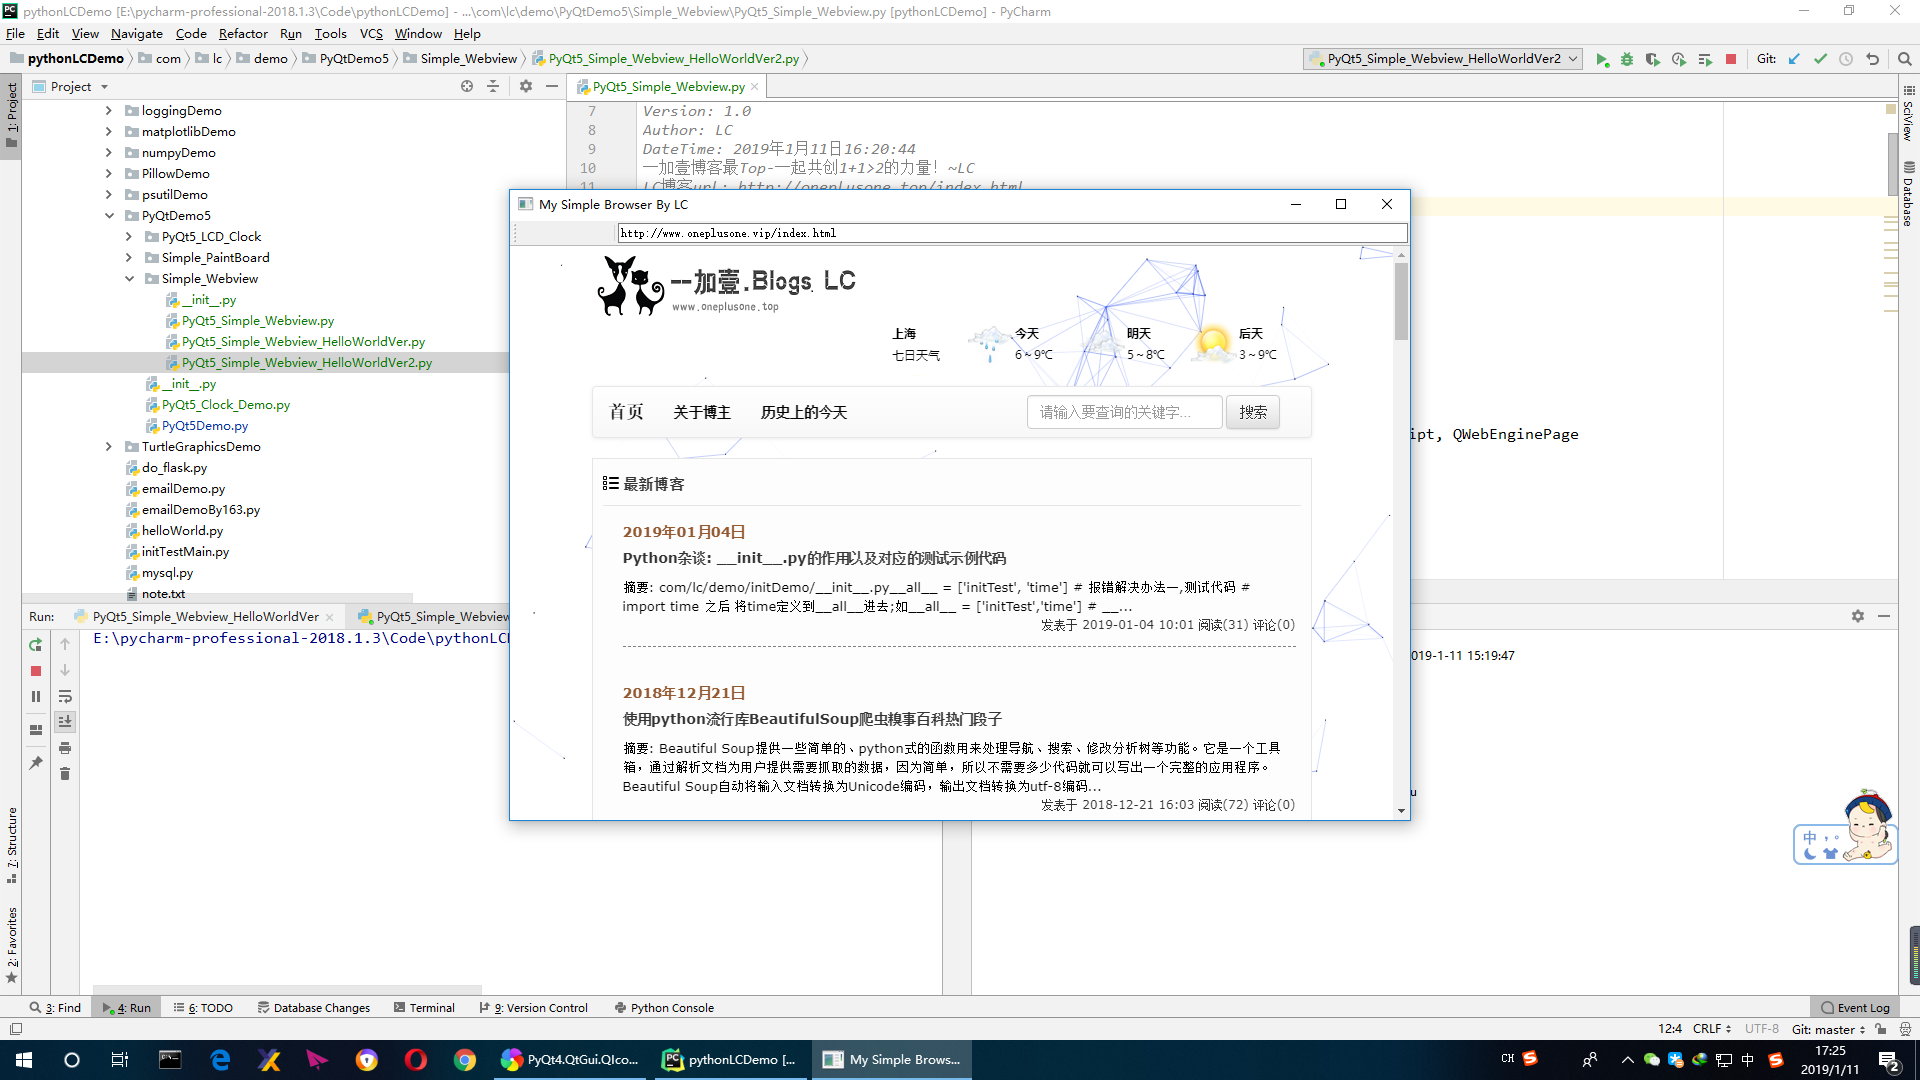 pythonLCDemo [E:\pycharm-professional-2018.1.3\Code\pythonLCDemo] - ...\com\lc\demo\PyQtDemo5\Simple_Webview\PyQt5_Simple_Webview.py [pythonLCDemo] - PyCharm
File Edit View Navigate Code Refactor Run Tools VCS Window Help
pythonLCDemo com lc demo PyQtDemo5 Simple_Webview PyQt5_Simple_Webview_HelloWorldVer2.py PyQt5_Simple_Webview_HelloWorldVer2 Git:
1: Project
Project
PyQt5_Simple_Webview.py
loggingDemo
matplotlibDemo
numpyDemo
PillowDemo
psutilDemo
PyQtDemo5
PyQt5_LCD_Clock
Simple_PaintBoard
Simple_Webview
__init__.py
PyQt5_Simple_Webview.py
PyQt5_Simple_Webview_HelloWorldVer.py
PyQt5_Simple_Webview_HelloWorldVer2.py
__init__.py
PyQt5_Clock_Demo.py
PyQt5Demo.py
TurtleGraphicsDemo
do_flask.py
emailDemo.py
emailDemoBy163.py
helloWorld.py
initTestMain.py
mysql.py
note.txt
7 Version: 1.0
8 Author: LC
9 DateTime: 2019年1月11日16:20:44
10 一加壹博客最Top-一起共创1+1>2的力量！~LC
11 LC博客url: http://oneplusone.top/index.html
ipt, QWebEnginePage
SciView
Database
My Simple Browser By LC
http://www.oneplusone.vip/index.html
一加壹.Blogs LC
www.oneplusone.top
上海 今天 明天 后天
七日天气 6~9℃ 5~8℃ 3~9℃
首页 关于博主 历史上的今天 请输入要查询的关键字... 搜索
最新博客
2019年01月04日
Python杂谈: __init__.py的作用以及对应的测试示例代码
摘要: com/lc/demo/initDemo/__init__.py__all__ = ['initTest', 'time'] # 报错解决办法一,测试代码 #
import time 之后 将time定义到__all__进去;如__all__ = ['initTest','time'] # __...
发表于 2019-01-04 10:01 阅读(31) 评论(0)
2018年12月21日
使用python流行库BeautifulSoup爬虫糗事百科热门段子
摘要: Beautiful Soup提供一些简单的、python式的函数用来处理导航、搜索、修改分析树等功能。它是一个工具
箱，通过解析文档为用户提供需要抓取的数据，因为简单，所以不需要多少代码就可以写出一个完整的应用程序。
Beautiful Soup自动将输入文档转换为Unicode编码，输出文档转换为utf-8编码...
发表于 2018-12-21 16:03 阅读(72) 评论(0)
Run: PyQt5_Simple_Webview_HelloWorldVer PyQt5_Simple_Webview
E:\pycharm-professional-2018.1.3\Code\pythonLC
019-1-11 15:19:47
u
中
7: Structure
2: Favorites
3: Find 4: Run 6: TODO Database Changes Terminal 9: Version Control Python Console Event Log
12:4 CRLF UTF-8 Git: master
PyQt4.QtGui.QIco... pythonLCDemo [... My Simple Brows... CH 中 17:25
2019/1/11
2